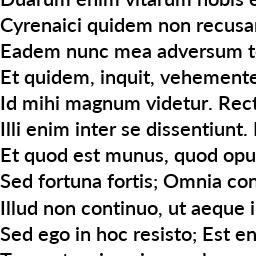 Duarum enim vitarum nobis e
Cyrenaici quidem non recusa
Eadem nunc mea adversum t
Et quidem, inquit, vehemente
Id mihi magnum videtur. Rect
Illi enim inter se dissentiunt.
Et quod est munus, quod opu
Sed fortuna fortis; Omnia con
Illud non continuo, ut aeque i
Sed ego in hoc resisto; Est en